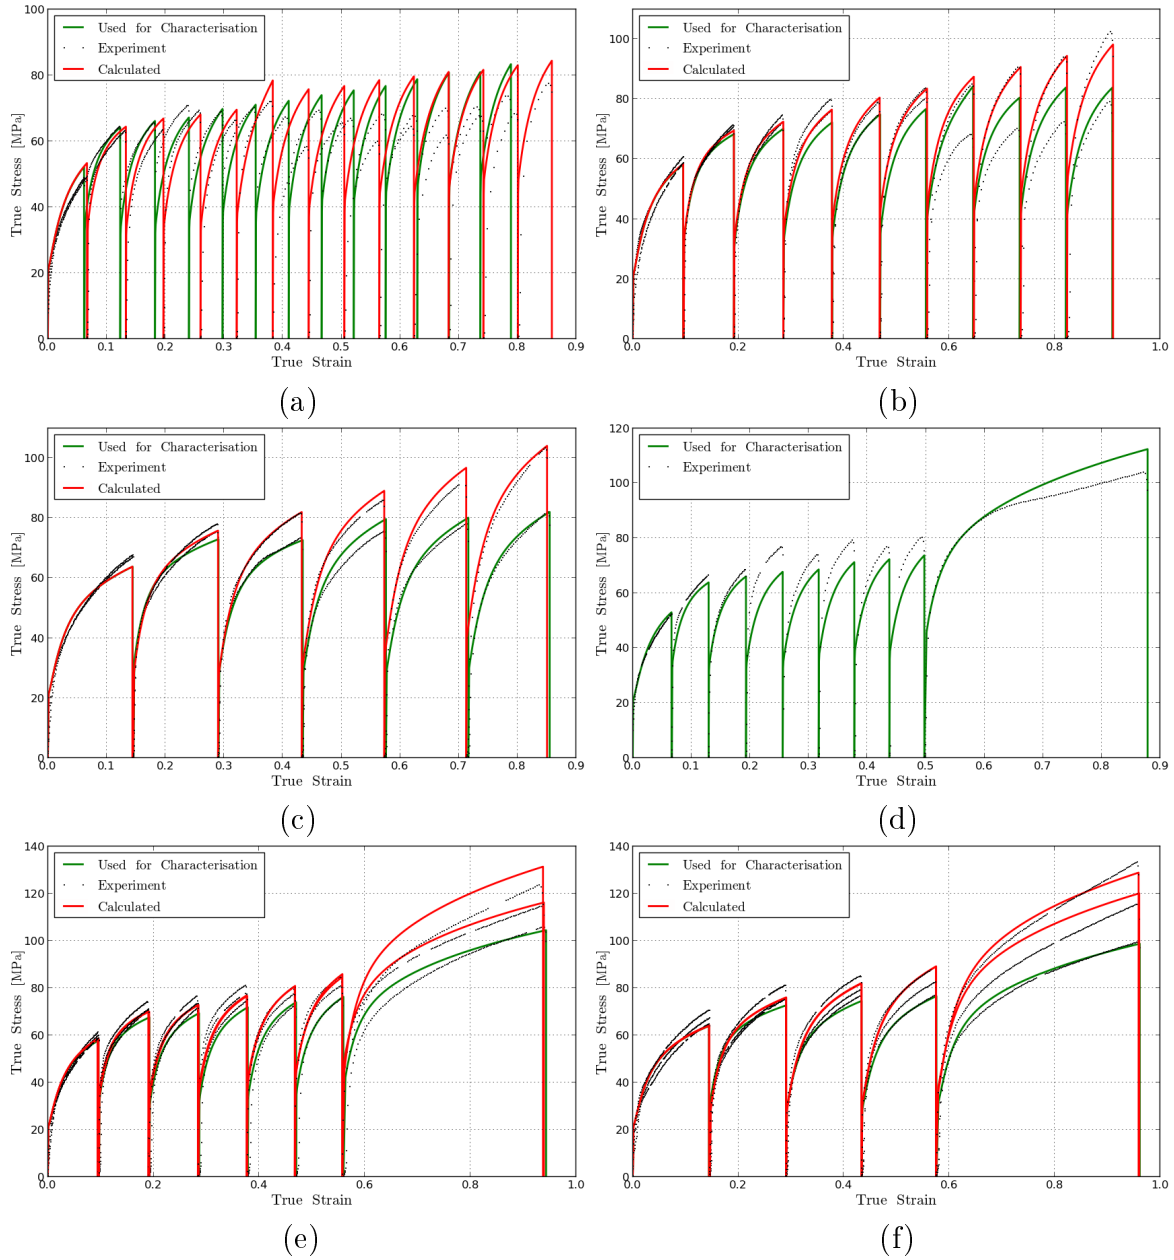 Used for Characterisation
Experiment
Calculated
True Stress [MPa]
100
80
60
40
20
0
0.0 0.1 0.2 0.3 0.4 0.5 0.6 0.7 0.8 0.9
True Strain
(a)
Used for Characterisation
Experiment
Calculated
True Stress [MPa]
100
80
60
40
20
0
0.0 0.2 0.4 0.6 0.8 1.0
True Strain
(b)
Used for Characterisation
Experiment
Calculated
True Stress [MPa]
100
80
60
40
20
0
0.0 0.1 0.2 0.3 0.4 0.5 0.6 0.7 0.8 0.9
True Strain
(c)
Used for Characterisation
Experiment
True Stress [MPa]
120
100
80
60
40
20
0
0.0 0.1 0.2 0.3 0.4 0.5 0.6 0.7 0.8 0.9
True Strain
(d)
Used for Characterisation
Experiment
Calculated
True Stress [MPa]
140
120
100
80
60
40
20
0
0.0 0.2 0.4 0.6 0.8 1.0
True Strain
(e)
Used for Characterisation
Experiment
Calculated
True Stress [MPa]
140
120
100
80
60
40
20
0
0.0 0.2 0.4 0.6 0.8 1.0
True Strain
(f)